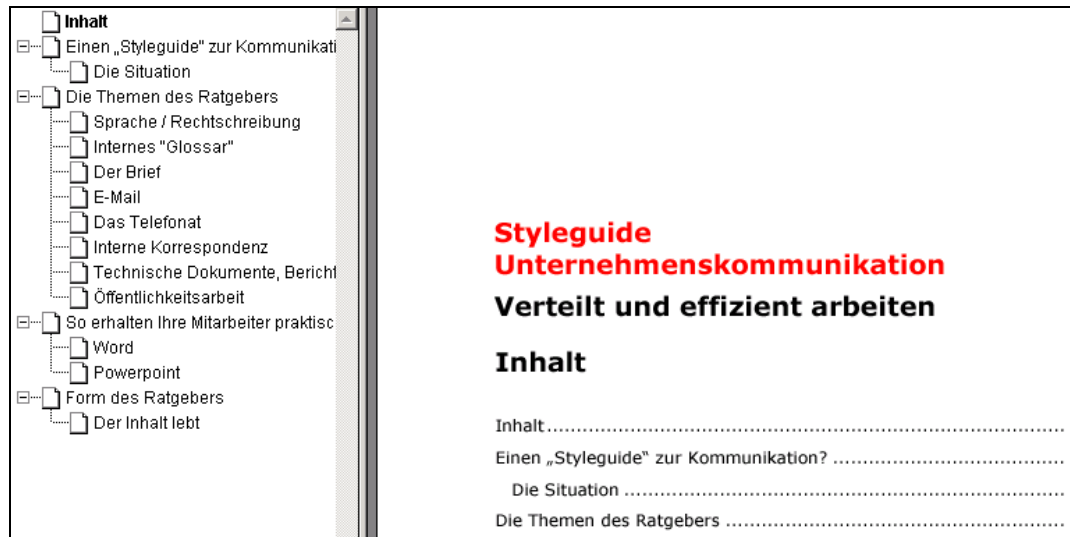 Inhalt
Einen „Styleguide" zur Kommunikati
Die Situation
Die Themen des Ratgebers
Sprache / Rechtschreibung
Internes "Glossar"
Der Brief
E-Mail
Das Telefonat
Interne Korrespondenz
Technische Dokumente, Bericht
Öffentlichkeitsarbeit
So erhalten Ihre Mitarbeiter praktisc
Word
Powerpoint
Form des Ratgebers
Der Inhalt lebt
Styleguide
Unternehmenskommunikation
Verteilt und effizient arbeiten
Inhalt
Inhalt.......................................................................................
Einen „Styleguide“ zur Kommunikation? .......................................
Die Situation ..........................................................................
Die Themen des Ratgebers .........................................................